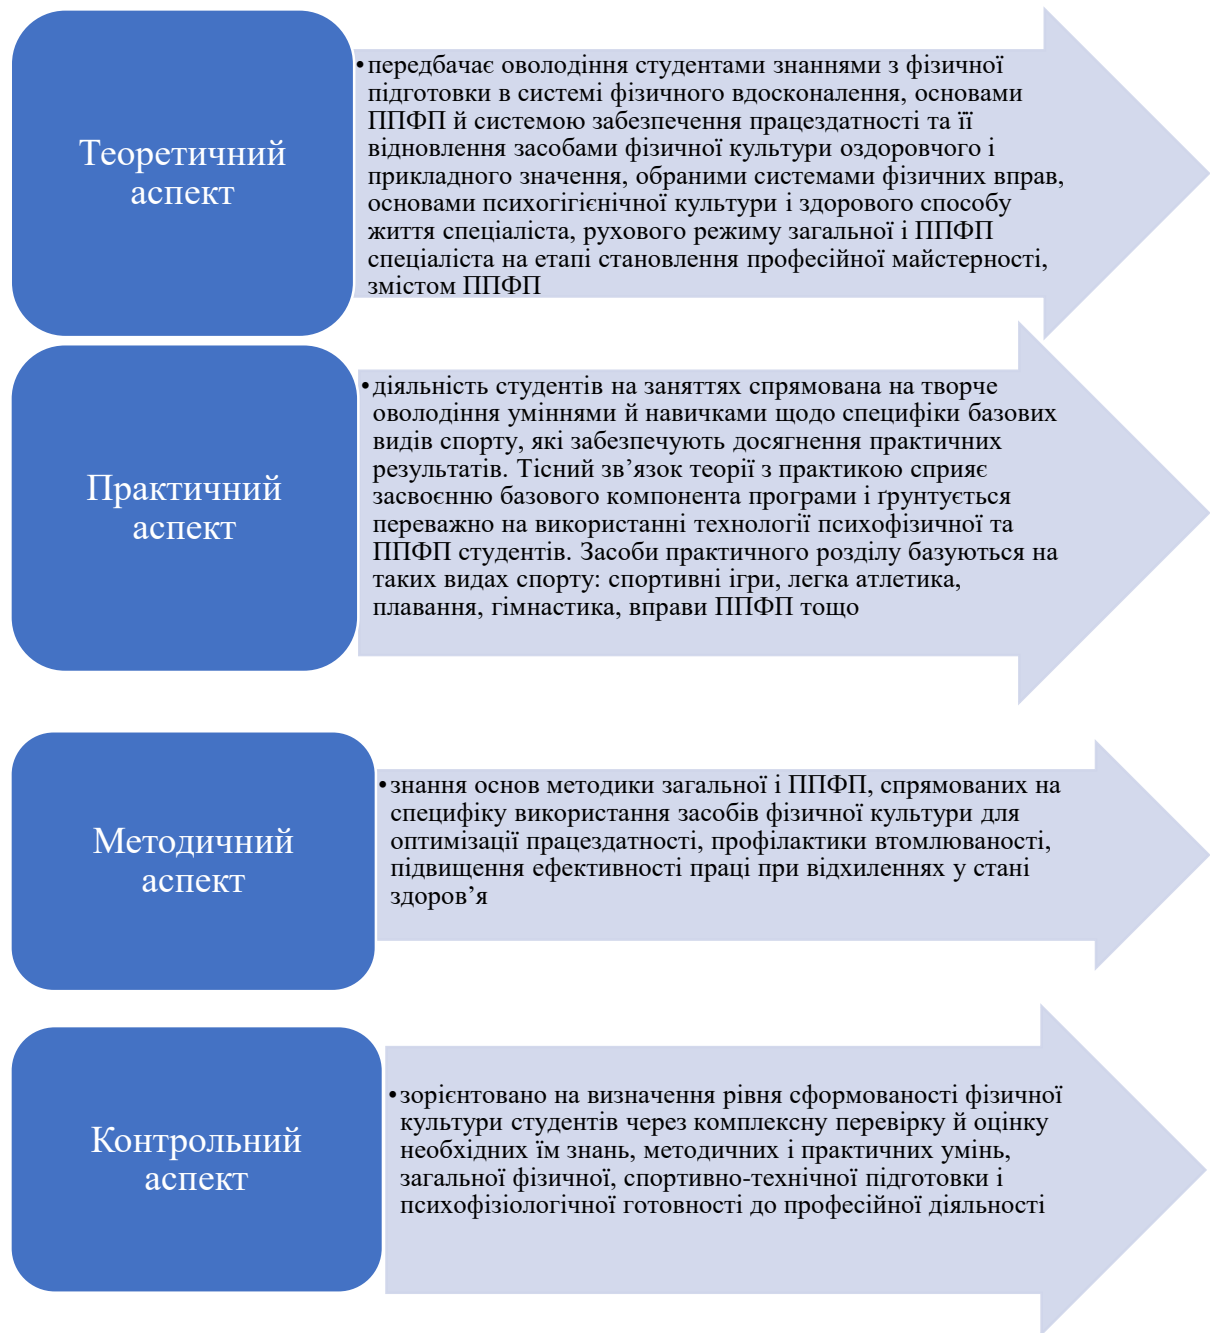 Теоретичний
аспект
•передбачає оволодіння студентами знаннями з фізичної
підготовки в системі фізичного вдосконалення, основами
ППФП й системою забезпечення працездатності та її
відновлення засобами фізичної культури оздоровчого і
прикладного значення, обраними системами фізичних вправ,
основами психогігієнічної культури і здорового способу
життя спеціаліста, рухового режиму загальної і ППФП
спеціаліста на етапі становлення професійної майстерності,
змістом ППФП
Практичний
аспект
•діяльність студентів на заняттях спрямована на творче
оволодіння уміннями й навичками щодо специфіки базових
видів спорту, які забезпечують досягнення практичних
результатів. Тісний зв’язок теорії з практикою сприяє
засвоєнню базового компонента програми і ґрунтується
переважно на використанні технології психофізичної та
ППФП студентів. Засоби практичного розділу базуються на
таких видах спорту: спортивні ігри, легка атлетика,
плавання, гімнастика, вправи ППФП тощо
Методичний
аспект
•знання основ методики загальної і ППФП, спрямованих на
специфіку використання засобів фізичної культури для
оптимізації працездатності, профілактики втомлюваності,
підвищення ефективності праці при відхиленнях у стані
здоров’я
Контрольний
аспект
•зорієнтовано на визначення рівня сформованості фізичної
культури студентів через комплексну перевірку й оцінку
необхідних їм знань, методичних і практичних умінь,
загальної фізичної, спортивно-технічної підготовки і
психофізіологічної готовності до професійної діяльності